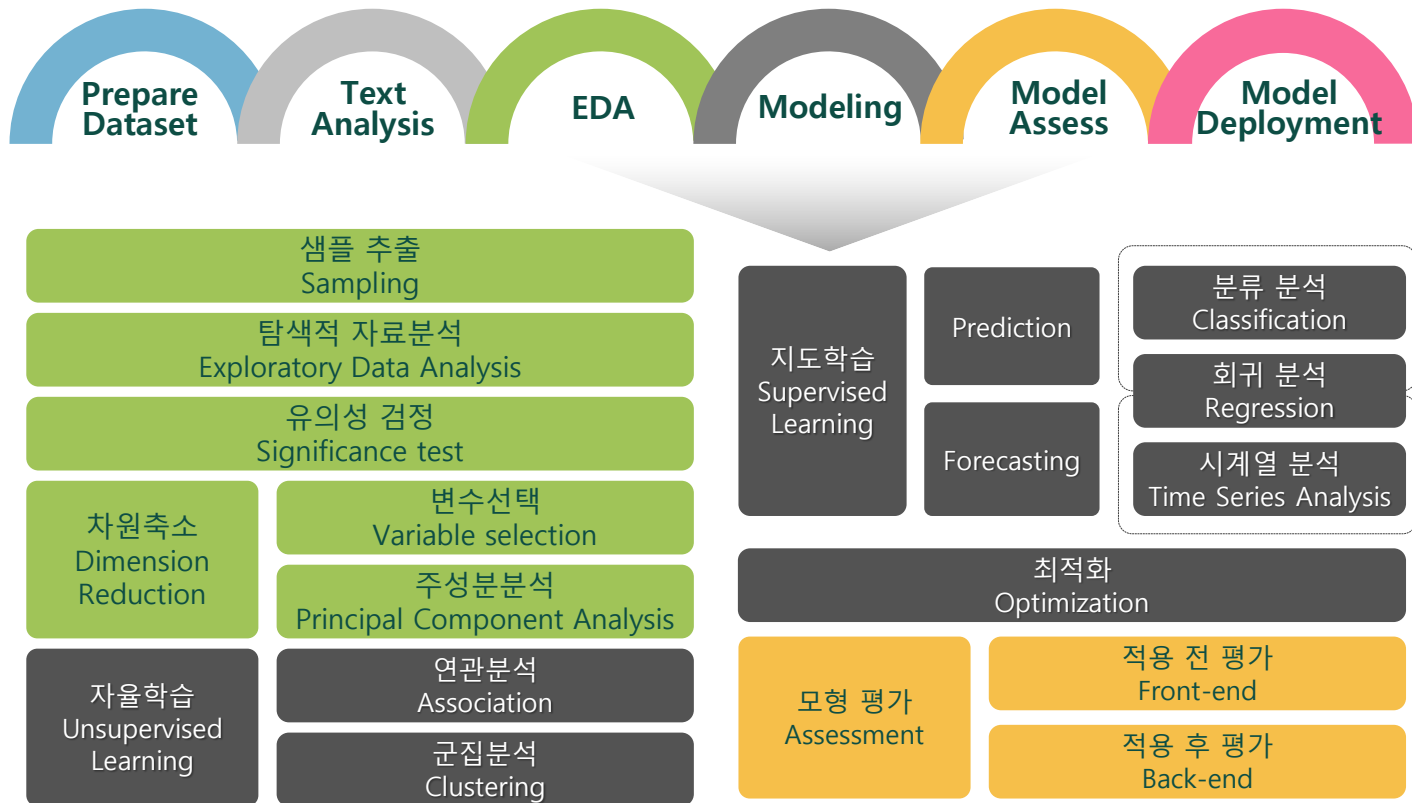 Prepare
Dataset
Text
Analysis
EDA
Modeling
Model
Assess
Model
Deployment
샘플 추출
Sampling
탐색적 자료분석
Exploratory Data Analysis
유의성 검정
Significance test
차원축소
Dimension
Reduction
변수선택
Variable selection
주성분분석
Principal Component Analysis
자율학습
Unsupervised
Learning
연관분석
Association
군집분석
Clustering
지도학습
Supervised
Learning
Prediction
Forecasting
분류 분석
Classification
회귀 분석
Regression
시계열 분석
Time Series Analysis
최적화
Optimization
모형 평가
Assessment
적용 전 평가
Front-end
적용 후 평가
Back-end